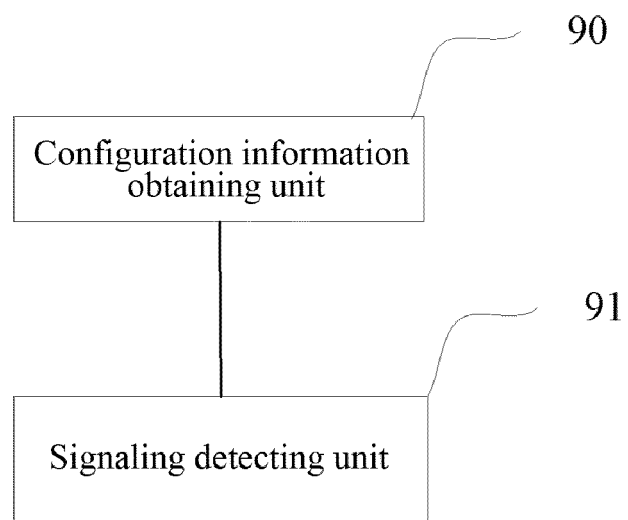 90
Configuration information
obtaining unit
91
Signaling detecting unit